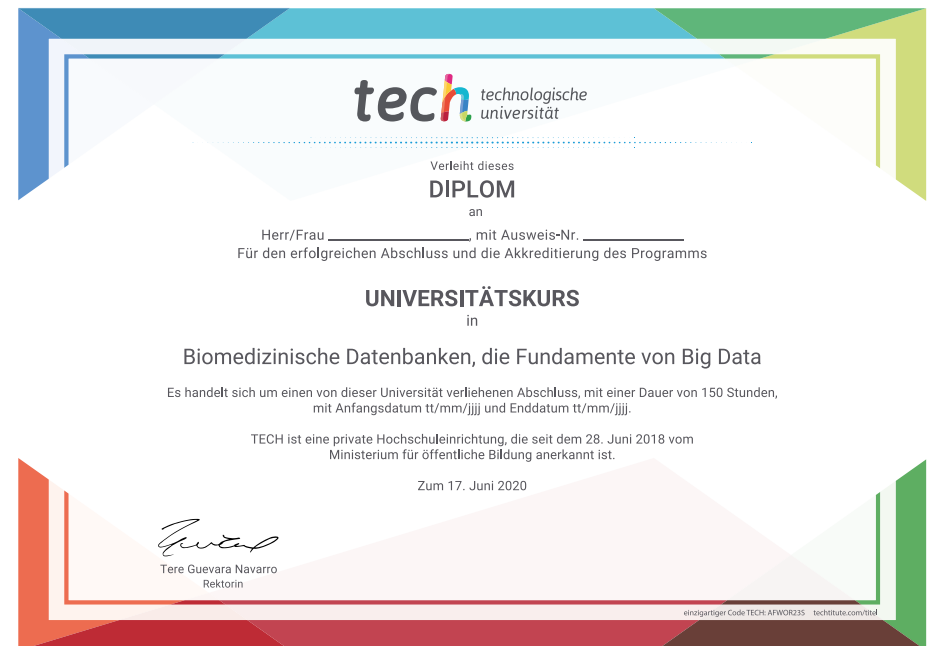 tech technologische
universität
Verleiht dieses
DIPLOM
an
Herr/Frau ____________, mit Ausweis-Nr. ____________
Für den erfolgreichen Abschluss und die Akkreditierung des Programms
UNIVERSITÄTSKURS
in
Biomedizinische Datenbanken, die Fundamente von Big Data
Es handelt sich um einen von dieser Universität verliehenen Abschluss, mit einer Dauer von 150 Stunden,
mit Anfangsdatum tt/mm/jjjj und Enddatum tt/mm/jjjj.
TECH ist eine private Hochschuleinrichtung, die seit dem 28. Juni 2018 vom
Ministerium für öffentliche Bildung anerkannt ist.
Zum 17. Juni 2020
Tere Guevara Navarro
Rektorin
einzigartiger Code TECH: AFWOR23S techtitute.com/titel